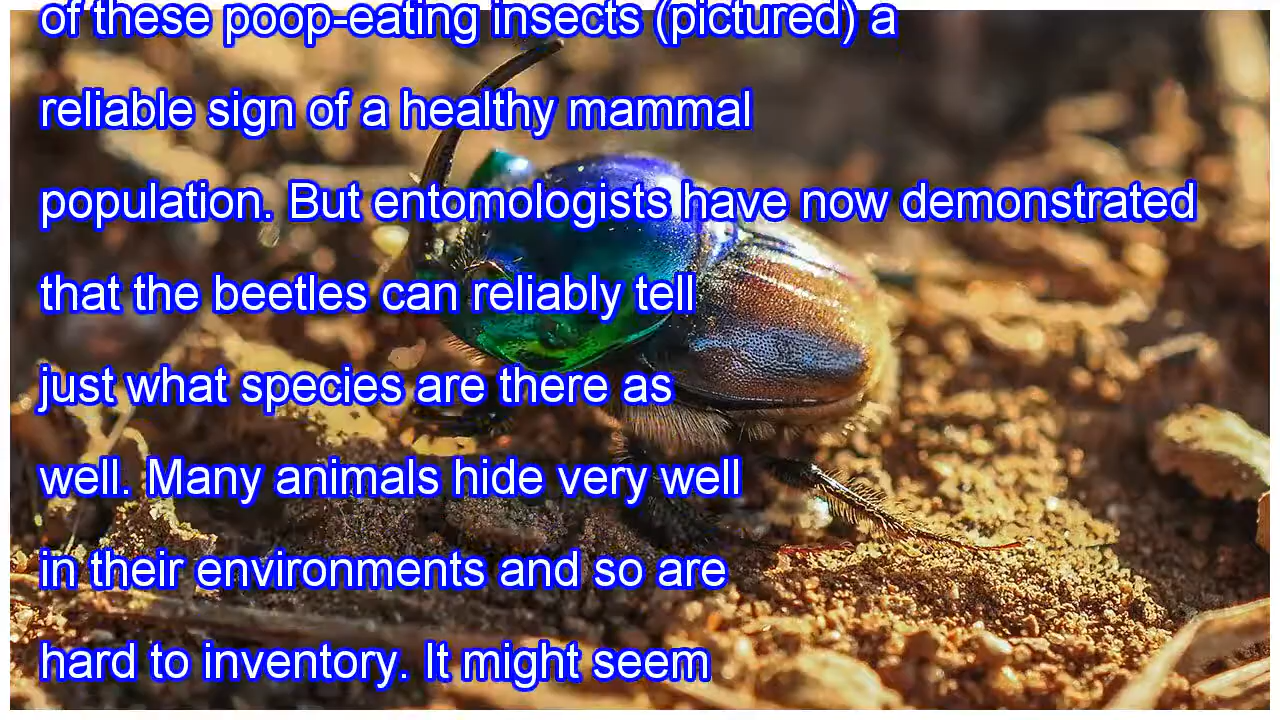 of these poop-eating insects (pictured) a
reliable sign of a healthy mammal
population. But entomologists have now demonstrated
that the beetles can reliably tell
just what species are there as
well. Many animals hide very well
in their environments and so are
hard to inventory. It might seem